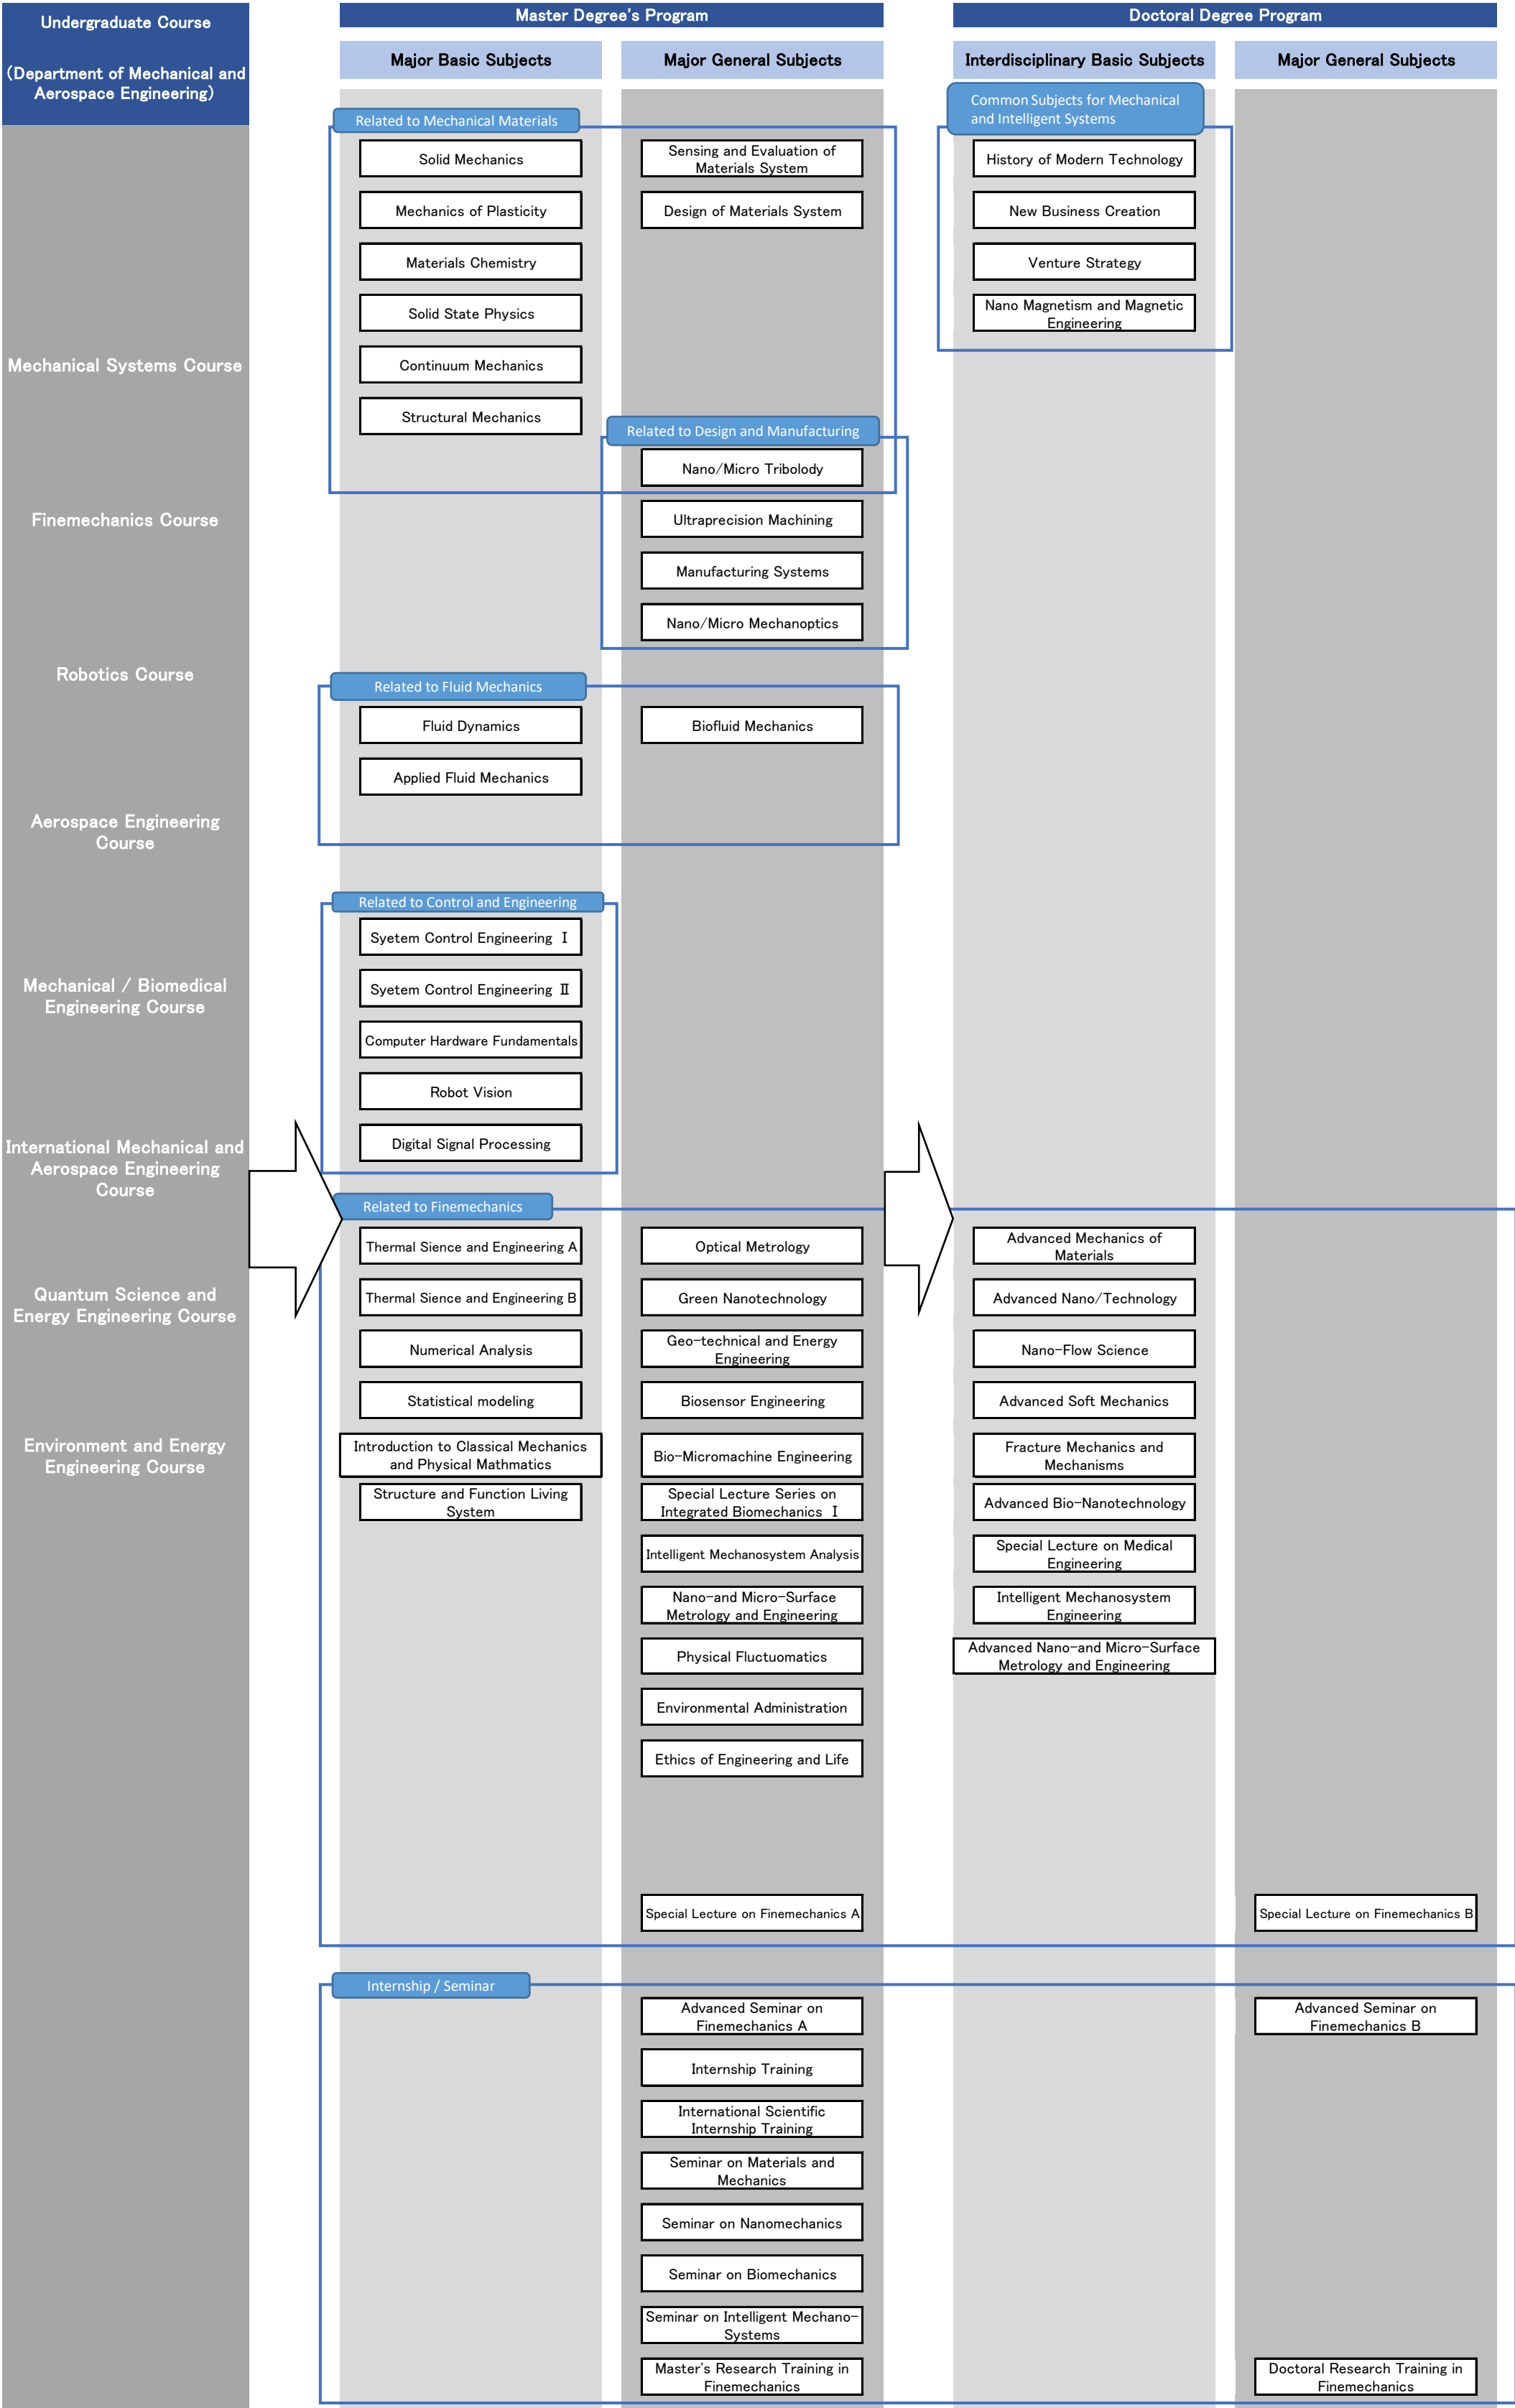 Undergraduate Course
(Department of Mechanical and
Aerospace Engineering)
Mechanical Systems Course
Finemechanics Course
Robotics Course
Aerospace Engineering
Course
Mechanical / Biomedical
Engineering Course
International Mechanical and
Aerospace Engineering
Course
Quantum Science and
Energy Engineering Course
Environment and Energy
Engineering Course
Master Degree's Program
Major Basic Subjects
Major General Subjects
Related to Mechanical Materials
Solid Mechanics
Mechanics of Plasticity
Materials Chemistry
Solid State Physics
Continuum Mechanics
Structural Mechanics
Sensing and Evaluation of
Materials System
Design of Materials System
Related to Design and Manufacturing
Nano/Micro Tribolody
Ultraprecision Machining
Manufacturing Systems
Nano/Micro Mechanoptics
Related to Fluid Mechanics
Fluid Dynamics
Applied Fluid Mechanics
Biofluid Mechanics
Related to Control and Engineering
Syetem Control Engineering Ⅰ
Syetem Control Engineering Ⅱ
Computer Hardware Fundamentals
Robot Vision
Digital Signal Processing
Related to Finemechanics
Thermal Sience and Engineering A
Thermal Sience and Engineering B
Numerical Analysis
Statistical modeling
Introduction to Classical Mechanics
and Physical Mathmatics
Structure and Function Living
System
Optical Metrology
Green Nanotechnology
Geo-technical and Energy
Engineering
Biosensor Engineering
Bio-Micromachine Engineering
Special Lecture Series on
Integrated Biomechanics Ⅰ
Intelligent Mechanosystem Analysis
Nano-and Micro-Surface
Metrology and Engineering
Physical Fluctuomatics
Environmental Administration
Ethics of Engineering and Life
Special Lecture on Finemechanics A
Internship / Seminar
Advanced Seminar on
Finemechanics A
Internship Training
International Scientific
Internship Training
Seminar on Materials and
Mechanics
Seminar on Nanomechanics
Seminar on Biomechanics
Seminar on Intelligent Mechano-
Systems
Master's Research Training in
Finemechanics
Doctoral Degree Program
Interdisciplinary Basic Subjects
Major General Subjects
Common Subjects for Mechanical
and Intelligent Systems
History of Modern Technology
New Business Creation
Venture Strategy
Nano Magnetism and Magnetic
Engineering
Advanced Mechanics of
Materials
Advanced Nano/Technology
Nano-Flow Science
Advanced Soft Mechanics
Fracture Mechanics and
Mechanisms
Advanced Bio-Nanotechnology
Special Lecture on Medical
Engineering
Intelligent Mechanosystem
Engineering
Advanced Nano-and Micro-Surface
Metrology and Engineering
Special Lecture on Finemechanics B
Advanced Seminar on
Finemechanics B
Doctoral Research Training in
Finemechanics